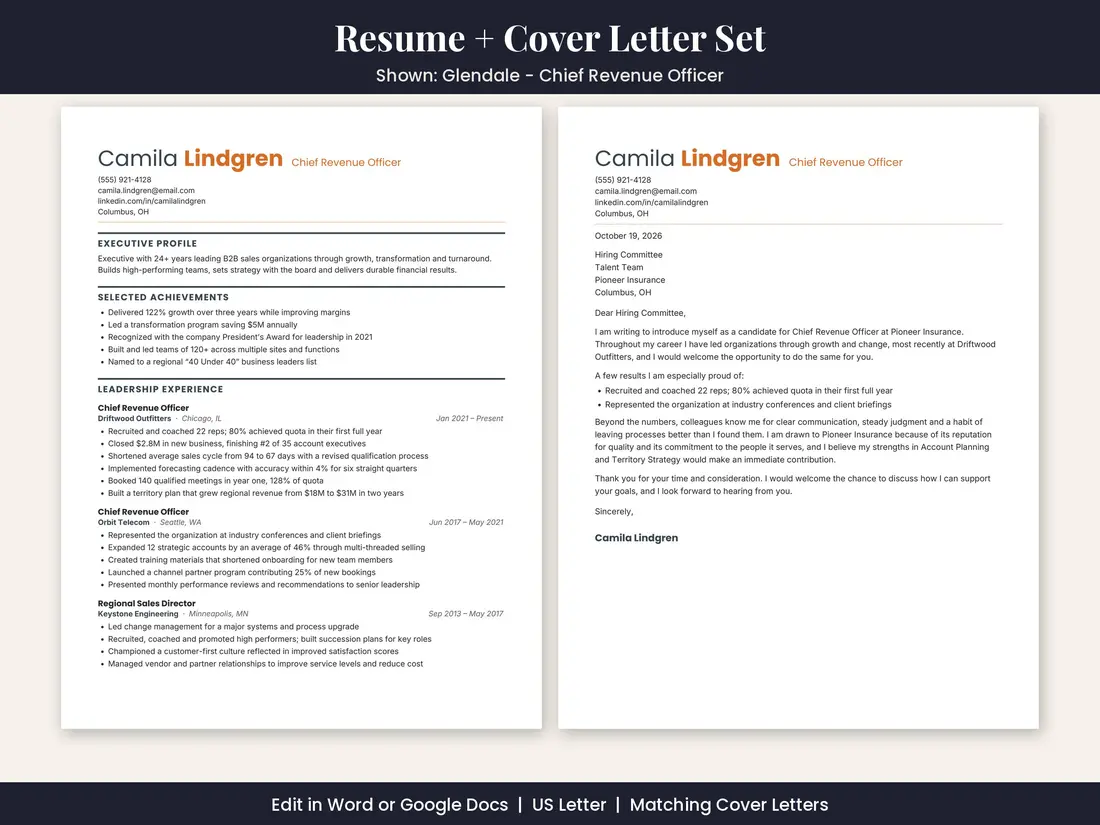 Resume + Cover Letter Set
Shown: Glendale - Chief Revenue Officer
Camila Lindgren Chief Revenue Officer
(555) 921-4128
camila.lindgren@email.com
linkedin.com/in/camilalindgren
Columbus, OH
EXECUTIVE PROFILE
Executive with 24+ years leading B2B sales organizations through growth, transformation and turnaround.
Builds high-performing teams, sets strategy with the board and delivers durable financial results.
SELECTED ACHIEVEMENTS
• Delivered 122% growth over three years while improving margins
• Led a transformation program saving $5M annually
• Recognized with the company President's Award for leadership in 2021
• Built and led teams of 120+ across multiple sites and functions
• Named to a regional "40 Under 40" business leaders list
LEADERSHIP EXPERIENCE
Chief Revenue Officer
Driftwood Outfitters · Chicago, IL Jan 2021 – Present
• Recruited and coached 22 reps; 80% achieved quota in their first full year
• Closed $2.8M in new business, finishing #2 of 35 account executives
• Shortened average sales cycle from 94 to 67 days with a revised qualification process
• Implemented forecasting cadence with accuracy within 4% for six straight quarters
• Booked 140 qualified meetings in year one, 128% of quota
• Built a territory plan that grew regional revenue from $18M to $31M in two years
Chief Revenue Officer
Orbit Telecom · Seattle, WA Jun 2017 – May 2021
• Represented the organization at industry conferences and client briefings
• Expanded 12 strategic accounts by an average of 46% through multi-threaded selling
• Created training materials that shortened onboarding for new team members
• Launched a channel partner program contributing 25% of new bookings
• Presented monthly performance reviews and recommendations to senior leadership
Regional Sales Director
Keystone Engineering · Minneapolis, MN Sep 2013 – May 2017
• Led change management for a major systems and process upgrade
• Recruited, coached and promoted high performers; built succession plans for key roles
• Championed a customer-first culture reflected in improved satisfaction scores
• Managed vendor and partner relationships to improve service levels and reduce cost
Camila Lindgren Chief Revenue Officer
(555) 921-4128
camila.lindgren@email.com
linkedin.com/in/camilalindgren
Columbus, OH
October 19, 2026
Hiring Committee
Talent Team
Pioneer Insurance
Columbus, OH
Dear Hiring Committee,
I am writing to introduce myself as a candidate for Chief Revenue Officer at Pioneer Insurance.
Throughout my career I have led organizations through growth and change, most recently at Driftwood
Outfitters, and I would welcome the opportunity to do the same for you.
A few results I am especially proud of:
• Recruited and coached 22 reps; 80% achieved quota in their first full year
• Represented the organization at industry conferences and client briefings
Beyond the numbers, colleagues know me for clear communication, steady judgment and a habit of
leaving processes better than I found them. I am drawn to Pioneer Insurance because of its reputation
for quality and its commitment to the people it serves, and I believe my strengths in Account Planning
and Territory Strategy would make an immediate contribution.
Thank you for your time and consideration. I would welcome the chance to discuss how I can support
your goals, and I look forward to hearing from you.
Sincerely,
Camila Lindgren
Edit in Word or Google Docs | US Letter | Matching Cover Letters